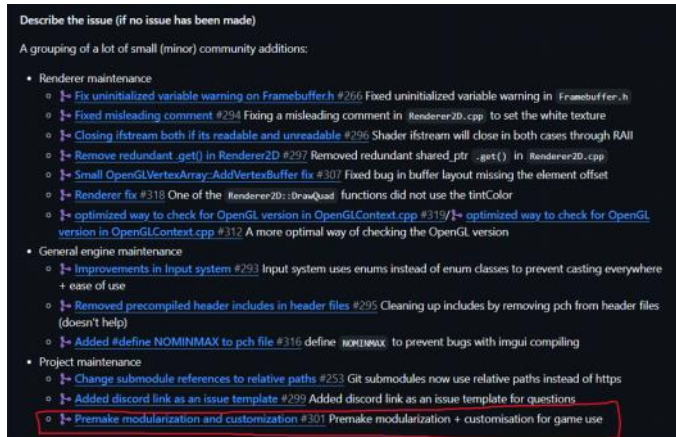 Describe the issue (if no issue has been made)
A grouping of a lot of small (minor) community additions:
Renderer maintenance
Fix uninitialized variable warning on Framebuffer.h #266 Fixed uninitialized variable warning in Framebuffer.h
Fixed misleading comment #294 Fixing a misleading comment in Renderer2D.cpp to set the white texture
Closing ifstream both if its readable and unreadable #296 Shader ifstream will close in both cases through RAII
Remove redundant .get() in Renderer2D #297 Removed redundant shared_ptr .get() in Renderer2D.cpp
Small OpenGLVertexArray::AddVertexBuffer fix #307 Fixed bug in buffer layout missing the element offset
Renderer fix #318 One of the Renderer2D::DrawQuad functions did not use the tintColor
optimized way to check for OpenGL version in OpenGLContext.cpp #319/ optimized way to check for OpenGL
version in OpenGLContext.cpp #312 A more optimal way of checking the OpenGL version
General engine maintenance
Improvements in Input system #293 Input system uses enums instead of enum classes to prevent casting everywhere
+ ease of use
Removed precompiled header includes in header files #295 Cleaning up includes by removing pch from header files
(doesn't help)
Added #define NOMINMAX to pch file #316 define NOMINMAX to prevent bugs with imgui compiling
Project maintenance
Change submodule references to relative paths #253 Git submodules now use relative paths instead of https
Added discord link as an issue template #299 Added discord link as an issue template for questions
Premake modularization and customization #301 Premake modularization + customisation for game use